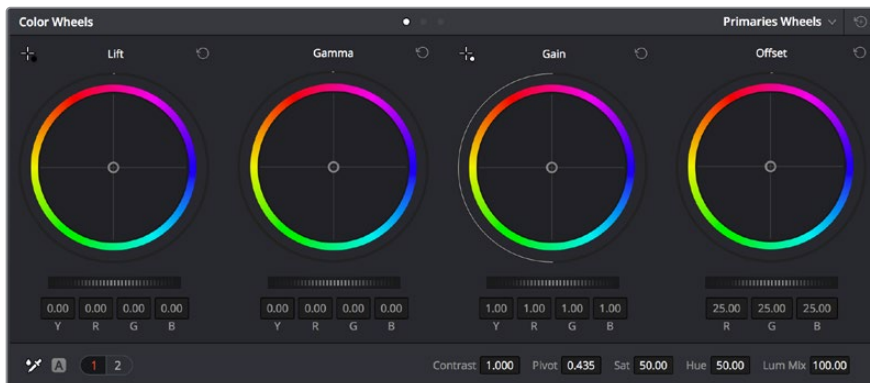 Color Wheels Primaries Wheels
Lift Gamma Gain Offset
0.00 0.00 0.00 0.00 0.00 0.00 0.00 0.00 1.00 1.00 1.00 1.00 25.00 25.00 25.00
Y R G B Y R G B Y R G B R G B
A 1 2 Contrast 1.000 Pivot 0.435 Sat 50.00 Hue 50.00 Lum Mix 100.00